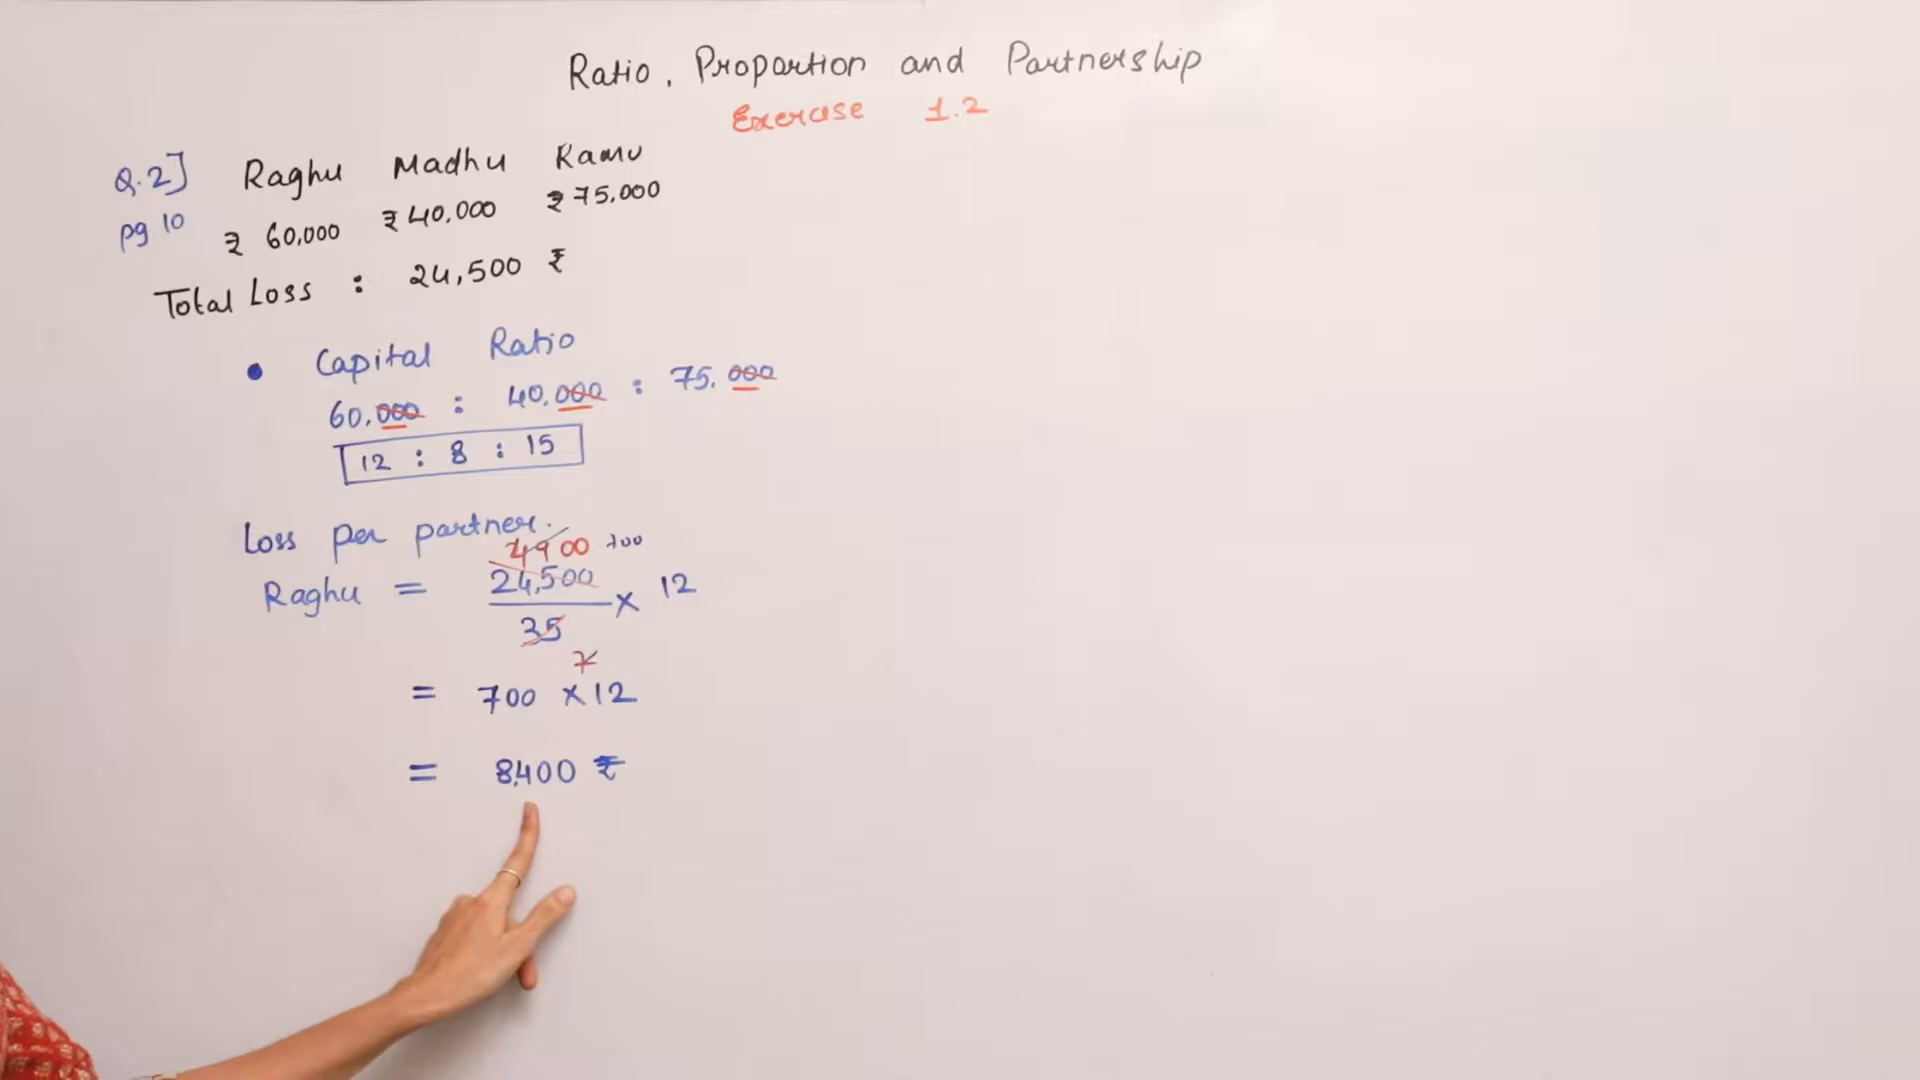 Ratio, Proportion and Partnership
Exercise 1.2
Q.2] Raghu Madhu Ramu
pg 10 ₹ 60,000 ₹ 40,000 ₹ 75,000
Total Loss : 24,500 ₹
• Capital Ratio
60,000 : 40,000 : 75,000
12 : 8 : 15
Loss per partner.
4900 700
Raghu = 24,500 / 35 × 12
7
= 700 × 12
= 8,400 ₹